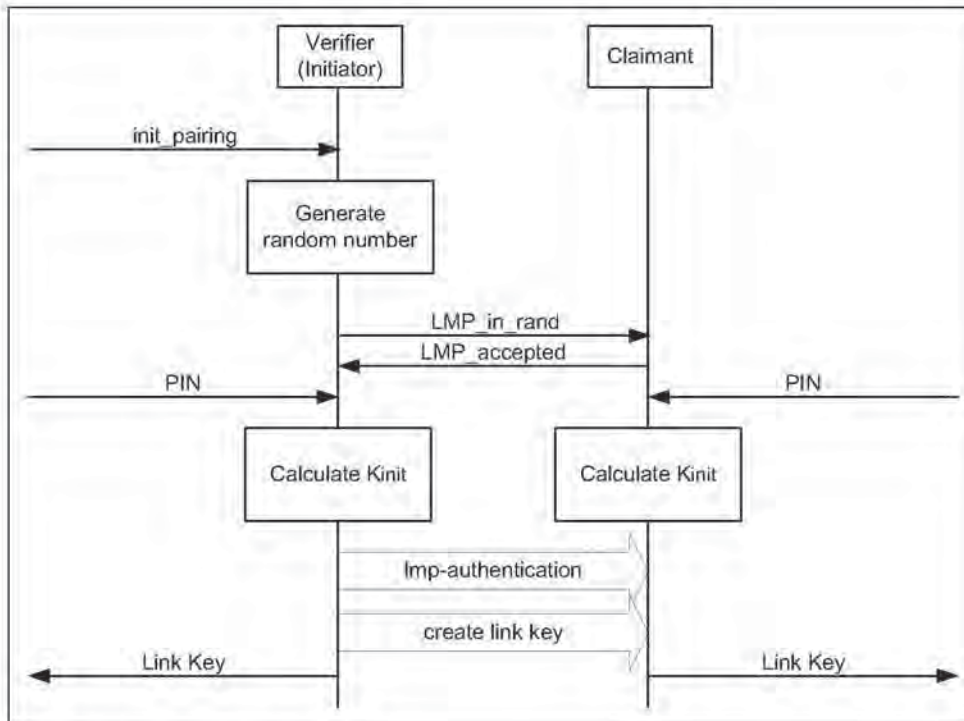 Verifier
(Initiator)
Claimant
init_pairing
Generate
random number
LMP_in_rand
LMP_accepted
PIN
PIN
Calculate Kinit
Calculate Kinit
lmp-authentication
create link key
Link Key
Link Key